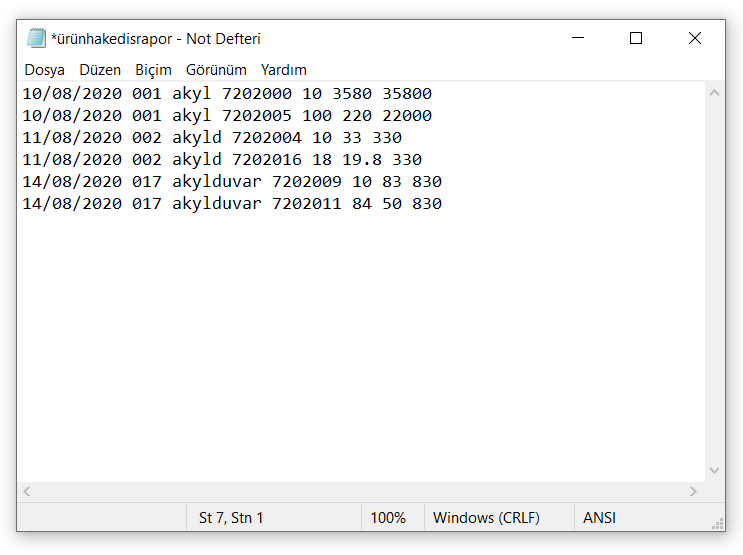 *ürünhakedisrapor - Not Defteri
Dosya Düzen Biçim Görünüm Yardım
10/08/2020 001 akyl 7202000 10 3580 35800
10/08/2020 001 akyl 7202005 100 220 22000
11/08/2020 002 akyld 7202004 10 33 330
11/08/2020 002 akyld 7202016 18 19.8 330
14/08/2020 017 akylduvar 7202009 10 83 830
14/08/2020 017 akylduvar 7202011 84 50 830
St 7, Stn 1 100% Windows (CRLF) ANSI